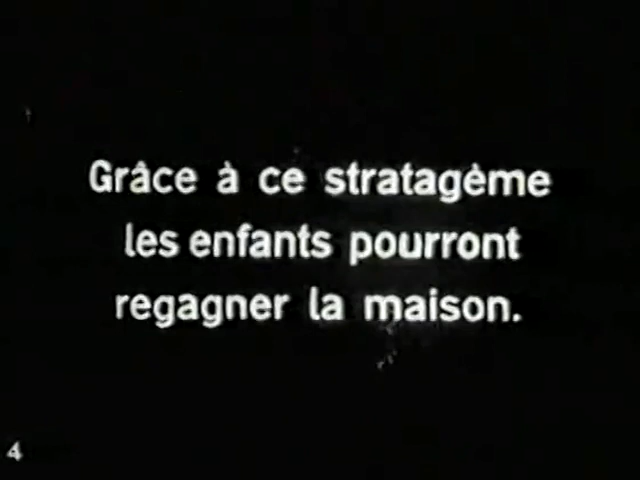 Grâce à ce stratagème
les enfants pourront
regagner la maison.
4